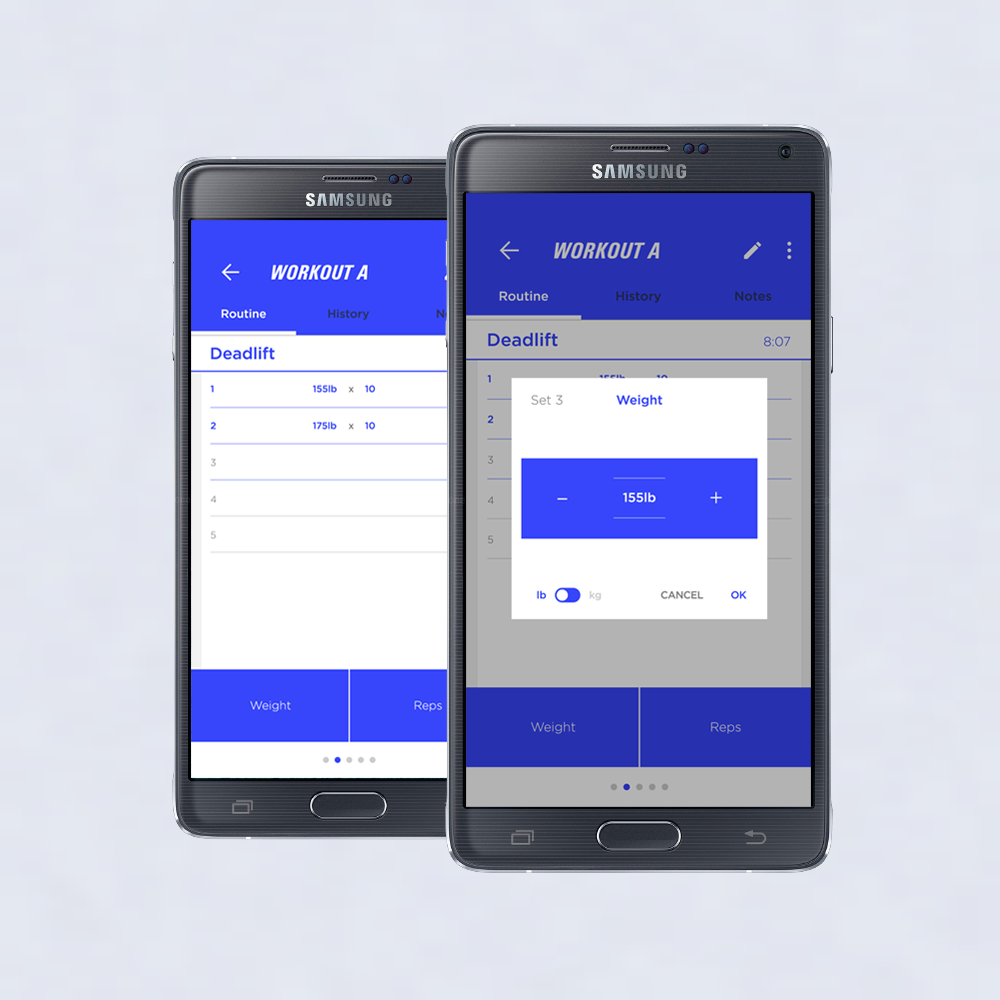 SAMSUNG
WORKOUT A
Routine History
Deadlift
1 155lb x 10
2 175lb x 10
3
4
5
Weight Reps
SAMSUNG
WORKOUT A
Routine History Notes
Deadlift 8:07
1 155lb 10
2
3
4
5
Set 3 Weight
− 155lb +
lb kg CANCEL OK
Weight Reps